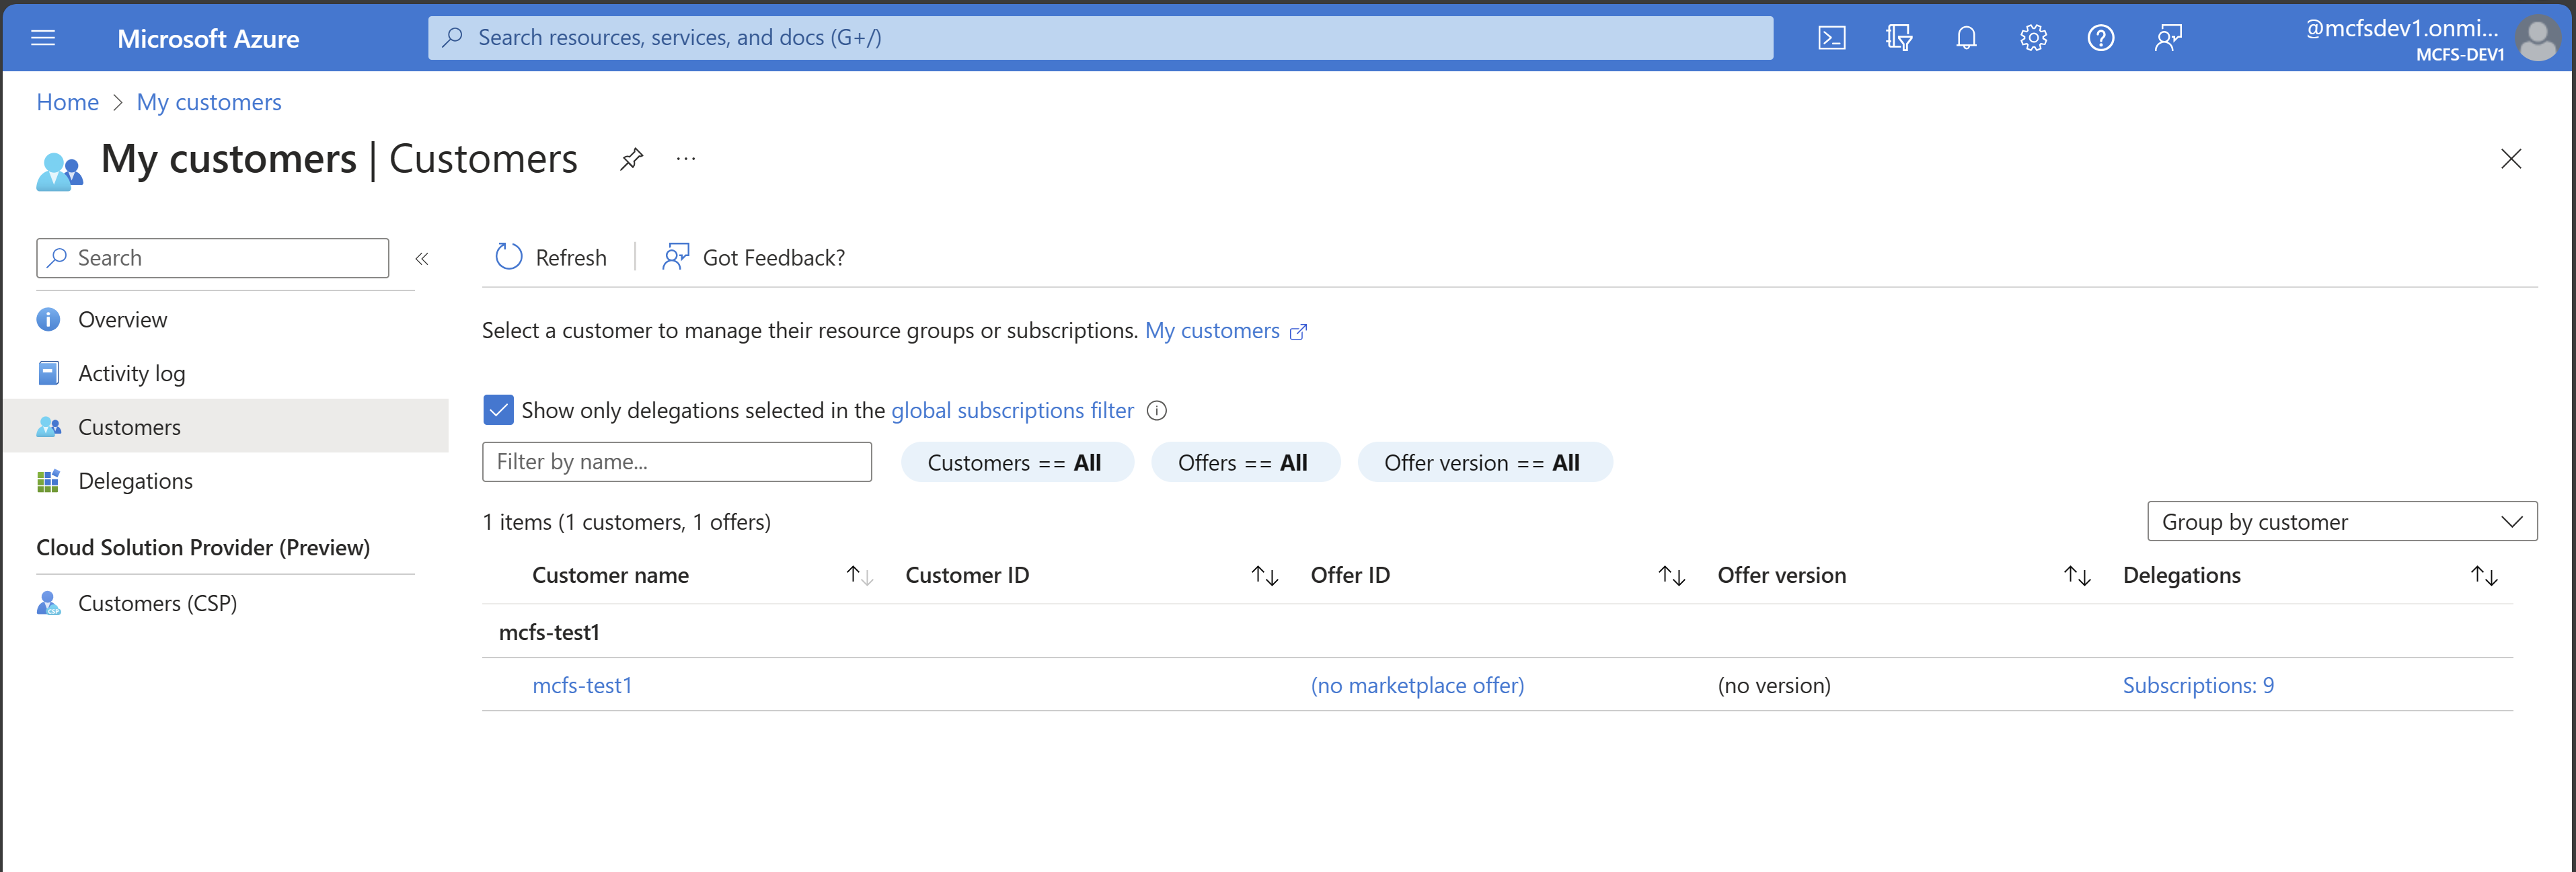 Microsoft Azure
Search resources, services, and docs (G+/)
@mcfsdev1.onmi...
MCFS-DEV1
Home > My customers
My customers | Customers
Search
Overview
Activity log
Customers
Delegations
Cloud Solution Provider (Preview)
Customers (CSP)
Refresh
Got Feedback?
Select a customer to manage their resource groups or subscriptions. My customers
Show only delegations selected in the global subscriptions filter
Filter by name...
Customers == All
Offers == All
Offer version == All
1 items (1 customers, 1 offers)
Group by customer
Customer name Customer ID Offer ID Offer version Delegations
mcfs-test1
mcfs-test1 (no marketplace offer) (no version) Subscriptions: 9